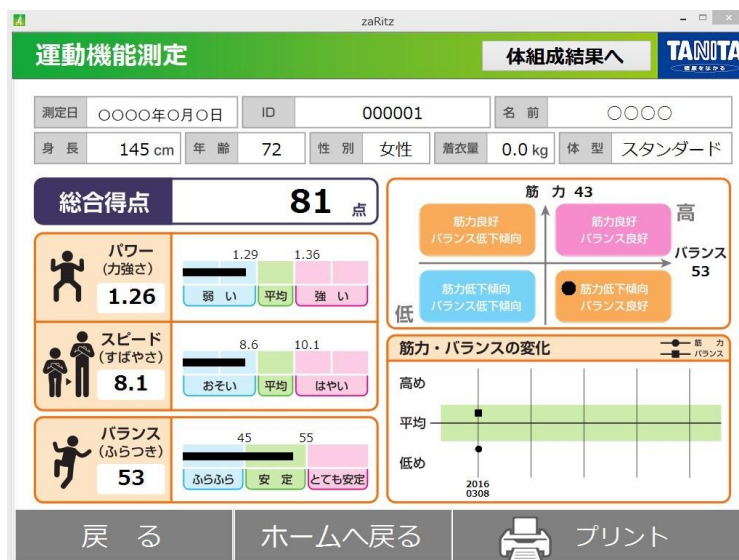 zaRitz
運動機能測定
体組成結果へ
TANITA
健康をはかる
測定日 〇〇〇〇年〇月〇日 ID 000001 名 前 〇〇〇〇
身 長 145 cm 年 齢 72 性 別 女性 着衣量 0.0 kg 体 型 スタンダード
総合得点 81 点
パワー
(力強さ)
1.26
1.29 1.36
弱 い 平均 強 い
スピード
(すばやさ)
8.1
8.6 10.1
おそい 平均 はやい
バランス
(ふらつき)
53
45 55
ふらふら 安 定 とても安定
筋 力 43
高
筋力良好
バランス低下傾向
筋力良好
バランス良好
バランス
53
筋力低下傾向
バランス低下傾向
筋力低下傾向
バランス良好
低
筋力・バランスの変化
筋 力
バランス
高め
平均
低め
2016
0308
戻 る
ホームへ戻る
プリント